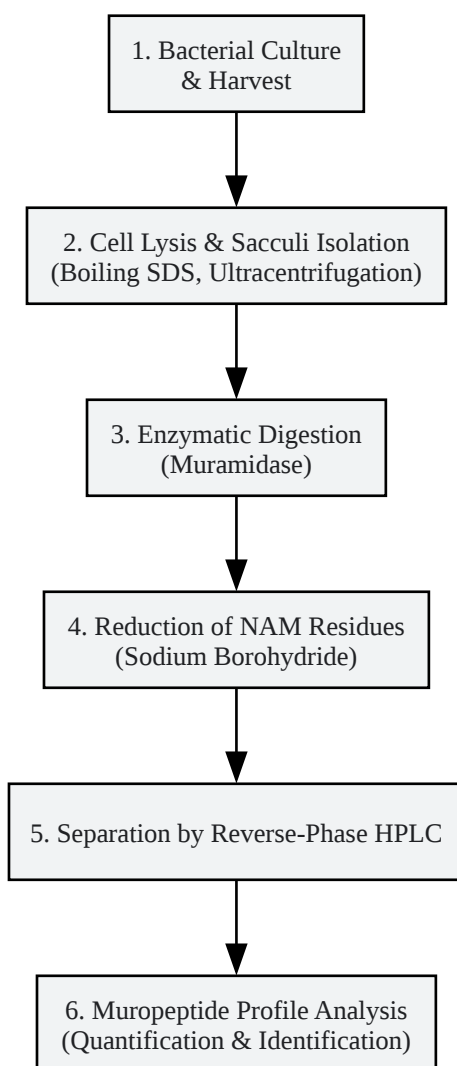 1. Bacterial Culture
& Harvest
2. Cell Lysis & Sacculi Isolation
(Boiling SDS, Ultracentrifugation)
3. Enzymatic Digestion
(Muramidase)
4. Reduction of NAM Residues
(Sodium Borohydride)
5. Separation by Reverse-Phase HPLC
6. Muropeptide Profile Analysis
(Quantification & Identification)